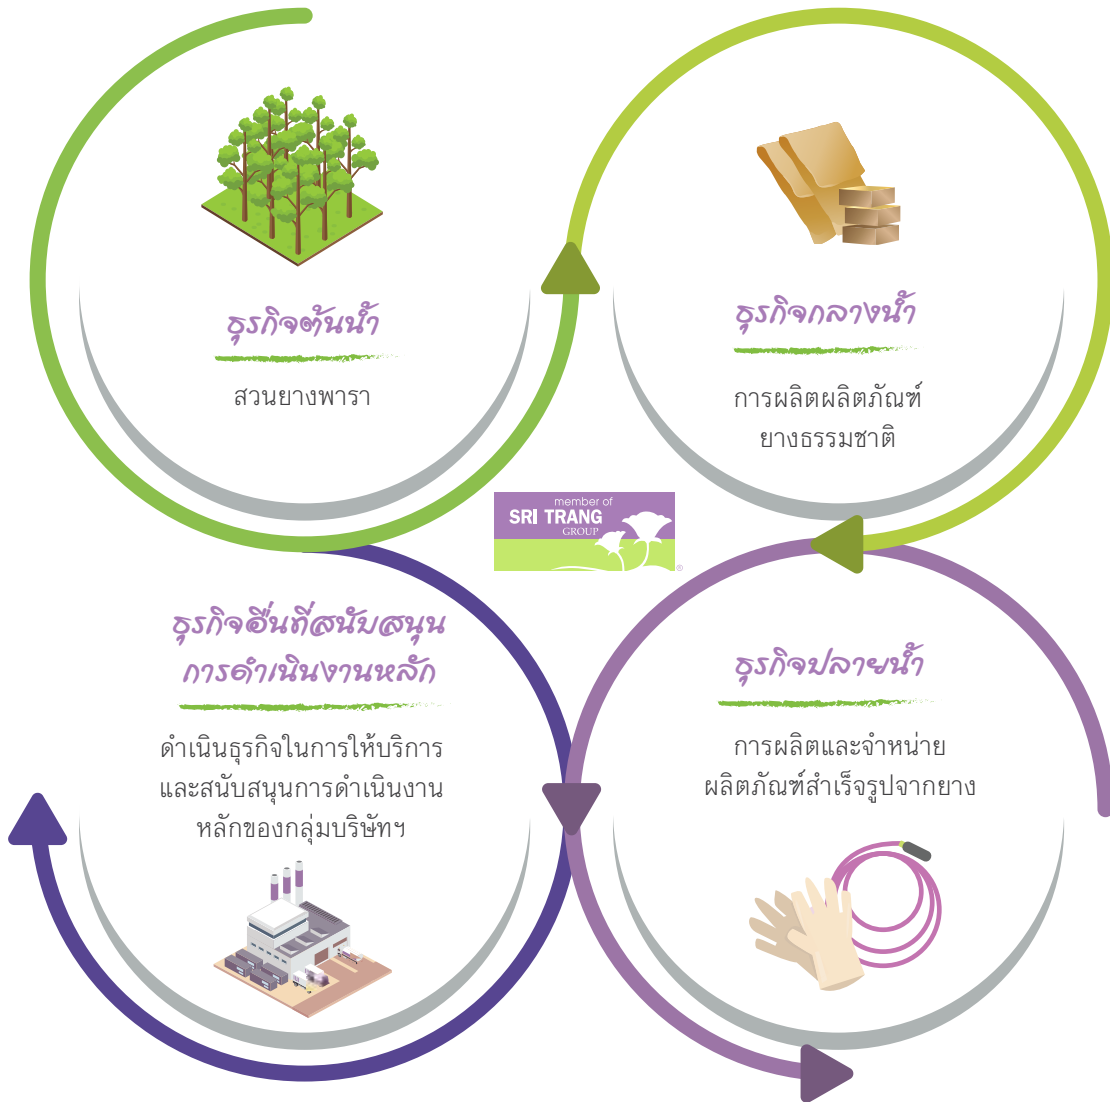 ธุรกิจต้นน้ำ
สวนยางพารา
ธุรกิจกลางน้ำ
การผลิตผลิตภัณฑ์
ยางธรรมชาติ
member of
SRI TRANG
GROUP
®
ธุรกิจอื่นที่สนับสนุน
การดำเนินงานหลัก
ดำเนินธุรกิจในการให้บริการ
และสนับสนุนการดำเนินงาน
หลักของกลุ่มบริษัทฯ
ธุรกิจปลายน้ำ
การผลิตและจำหน่าย
ผลิตภัณฑ์สำเร็จรูปจากยาง